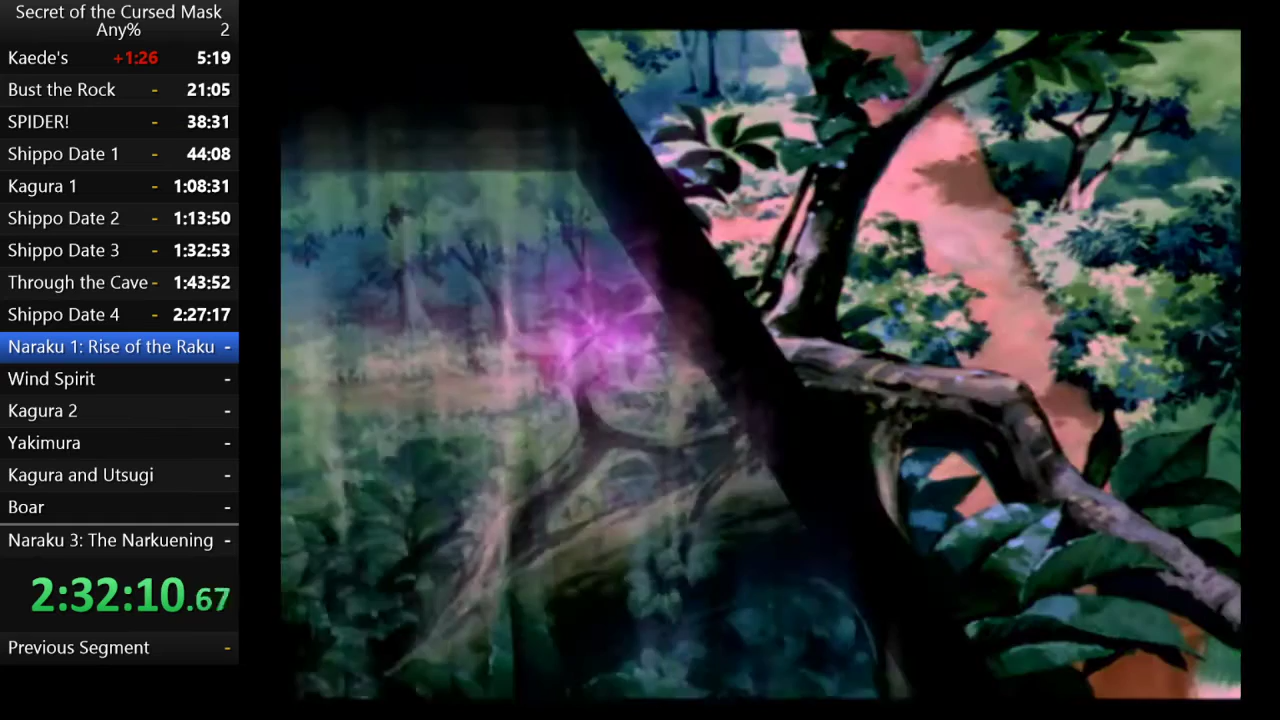 Secret of the Cursed Mask
Any% 2
Kaede's +1:26 5:19
Bust the Rock - 21:05
SPIDER! - 38:31
Shippo Date 1 - 44:08
Kagura 1 - 1:08:31
Shippo Date 2 - 1:13:50
Shippo Date 3 - 1:32:53
Through the Cave - 1:43:52
Shippo Date 4 - 2:27:17
Naraku 1: Rise of the Raku -
Wind Spirit -
Kagura 2 -
Yakimura -
Kagura and Utsugi -
Boar -
Naraku 3: The Narkuening -
2:32:10.67
Previous Segment -